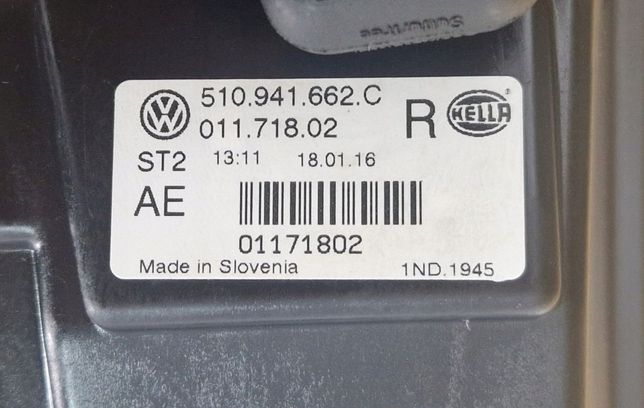 510.941.662.C
011.718.02 R HELLA
ST2 13:11 18.01.16
AE
01171802
Made in Slovenia 1ND.1945